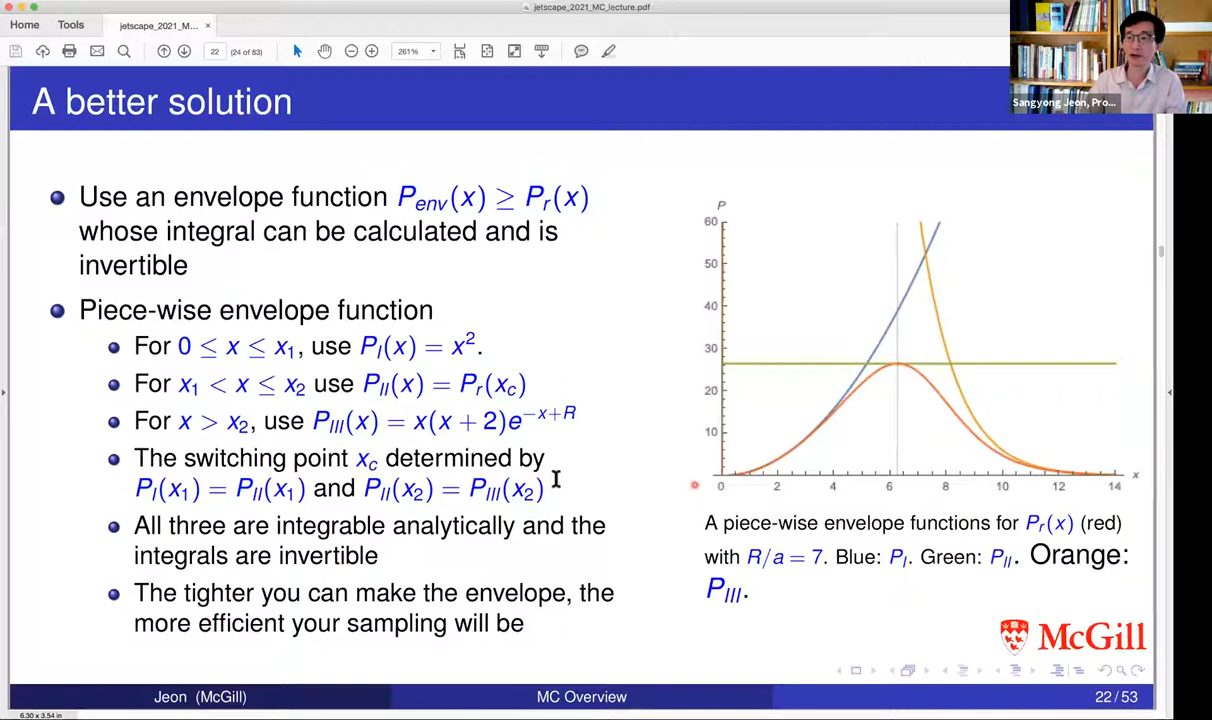 jetscape_2021_MC_lecture.pdf
Home Tools jetscape_2021_M... ×
22 (24 of 83) 261%
Sangyong Jeon, Pro...
A better solution
Use an envelope function P_env(x) ≥ P_r(x)
whose integral can be calculated and is
invertible
Piece-wise envelope function
For 0 ≤ x ≤ x₁, use P_I(x) = x².
For x₁ < x ≤ x₂ use P_II(x) = P_r(x_c)
For x > x₂, use P_III(x) = x(x + 2)e^{−x+R}
The switching point x_c determined by
P_I(x₁) = P_II(x₁) and P_II(x₂) = P_III(x₂)
All three are integrable analytically and the
integrals are invertible
The tighter you can make the envelope, the
more efficient your sampling will be
P
60
50
40
30
20
10
0 2 4 6 8 10 12 14 x
A piece-wise envelope functions for P_r(x) (red)
with R/a = 7. Blue: P_I. Green: P_II. Orange:
P_III.
McGill
Jeon (McGill) MC Overview 22 / 53
6.30 x 3.54 in